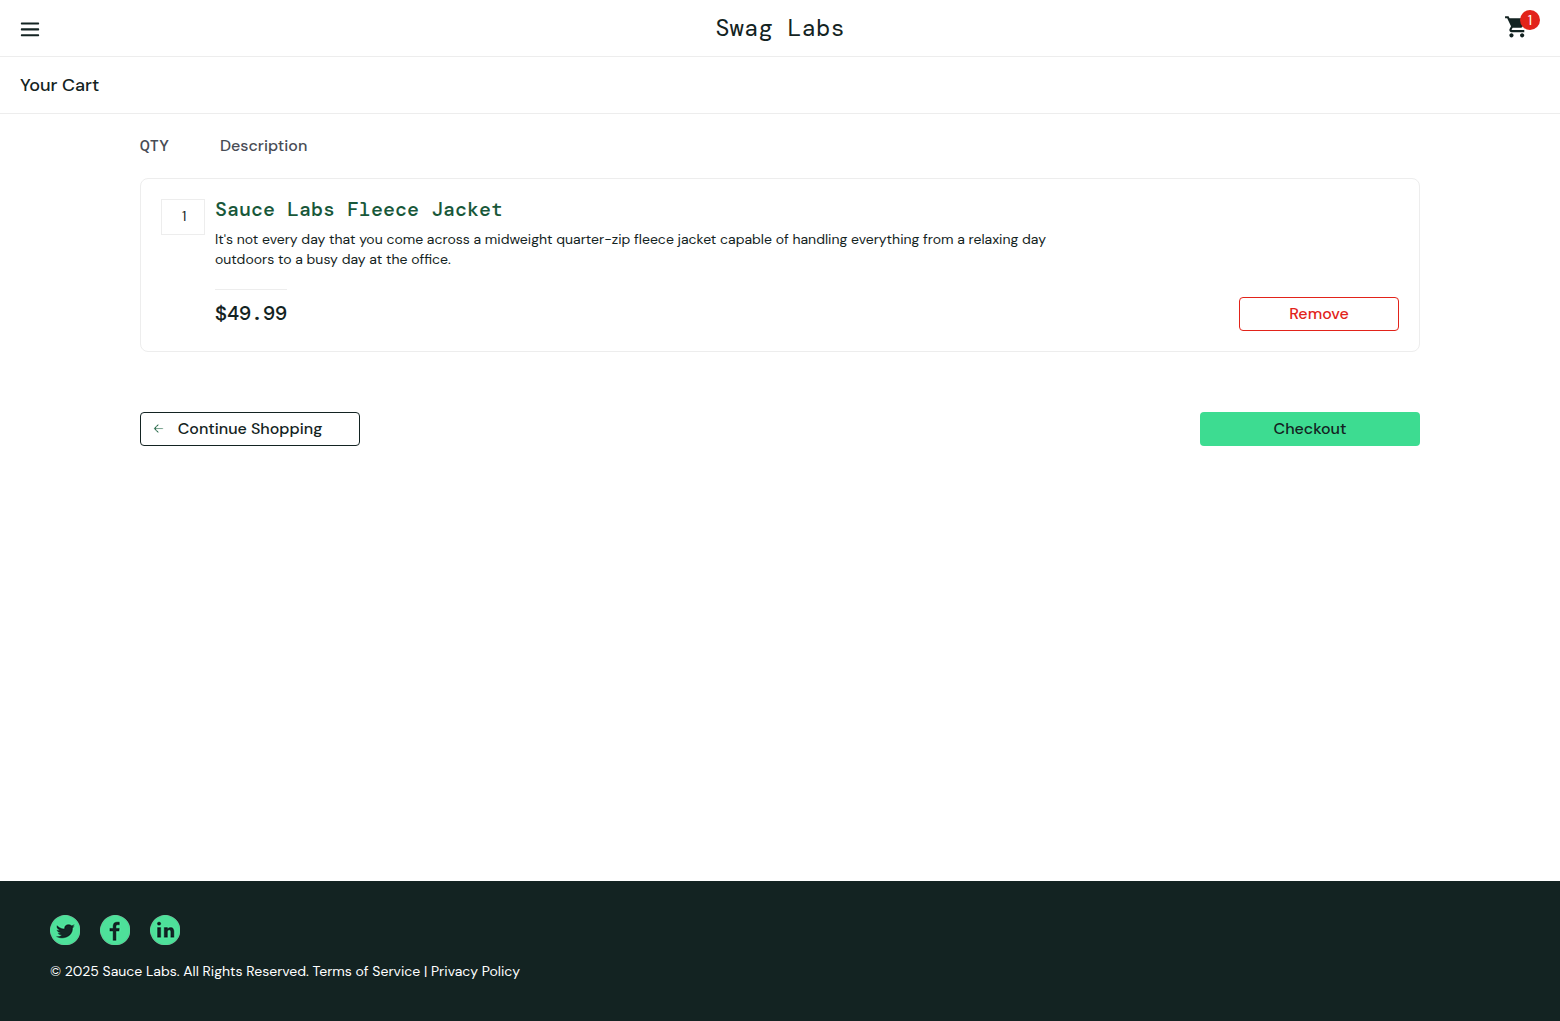 Swag Labs
1
Your Cart
QTY Description
1
Sauce Labs Fleece Jacket
It's not every day that you come across a midweight quarter-zip fleece jacket capable of handling everything from a relaxing day
outdoors to a busy day at the office.
$49.99
Remove
Continue Shopping
Checkout
© 2025 Sauce Labs. All Rights Reserved. Terms of Service | Privacy Policy